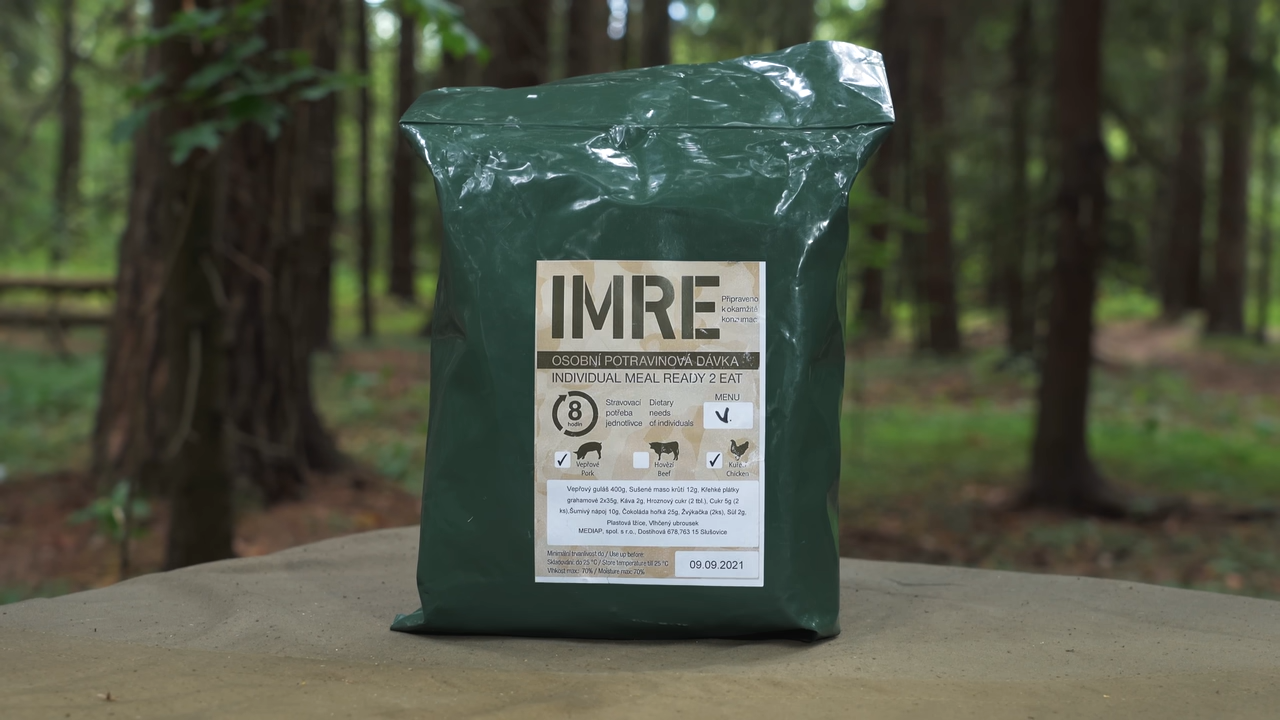 IMRE
Připraveno
k okamžité
konzumaci
OSOBNÍ POTRAVINOVÁ DÁVKA
INDIVIDUAL MEAL READY 2 EAT
8
hodin
Stravovací
potřeba
jednotlivce
Dietary
needs
of individuals
MENU
V.
Vepřové
Pork
Hovězí
Beef
Kuře
Chicken
Vepřový guláš 400g, Sušené maso krůtí 12g, Křehké plátky
grahamové 2x35g, Káva 2g, Hroznový cukr (2 tbl.), Cukr 5g (2
ks),Šumivý nápoj 10g, Čokoláda hořká 25g, Žvýkačka (2ks), Sůl 2g,
Plastová lžíce, Vlhčený ubrousek
MEDIAP, spol. s r.o., Dostihová 678,763 15 Slušovice
Minimální trvanlivost do / Use up before:
Skladování: do 25 °C / Store temperature till 25 °C
Vlhkost max.: 70% / Moisture max: 70%
09.09.2021